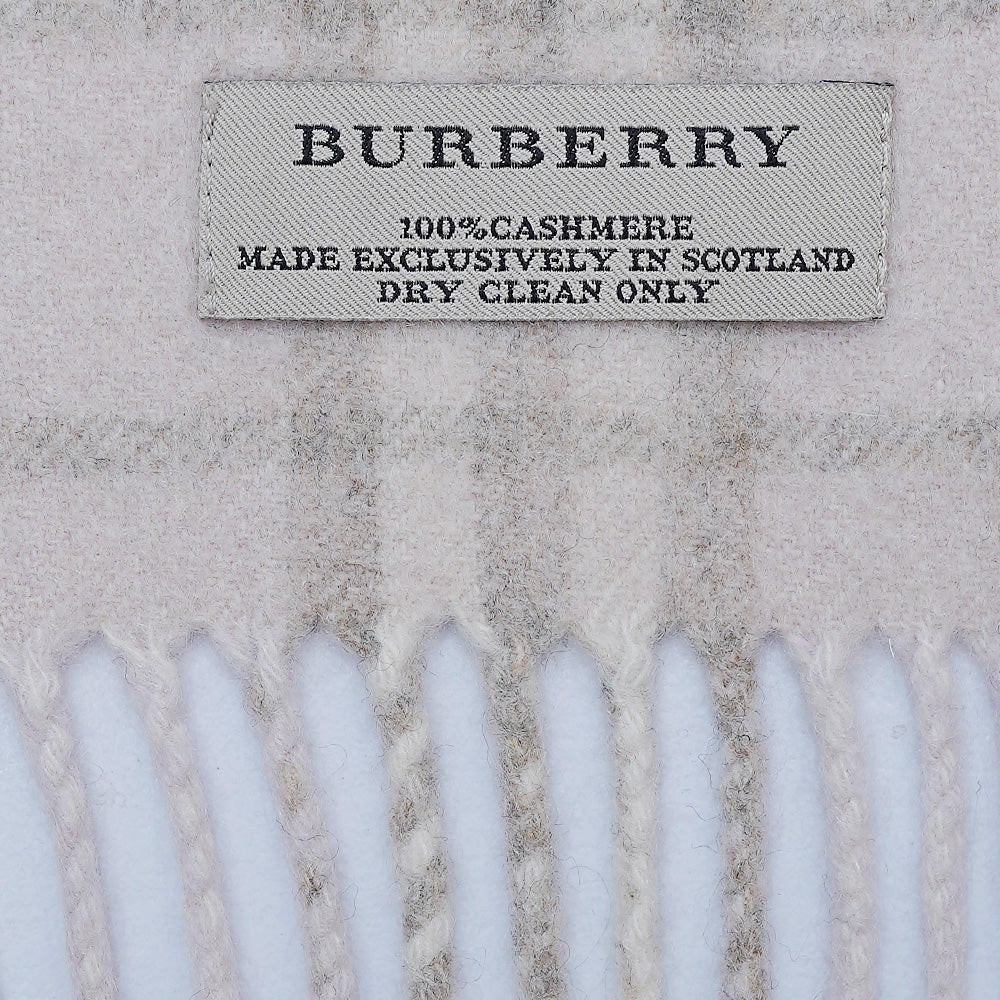 BURBERRY
100%CASHMERE
MADE EXCLUSIVELY IN SCOTLAND
DRY CLEAN ONLY